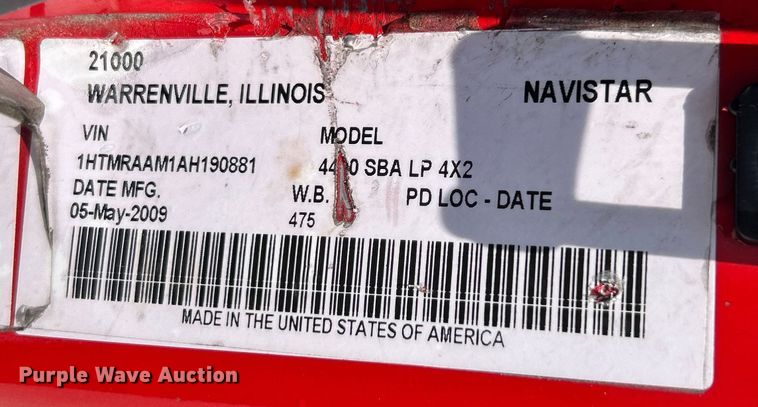 21000
WARRENVILLE, ILLINOIS NAVISTAR
VIN MODEL
1HTMRAAM1AH190881 SBA LP 4X2
DATE MFG. W.B. PD LOC - DATE
05-May-2009 475
MADE IN THE UNITED STATES OF AMERICA
Purple Wave Auction